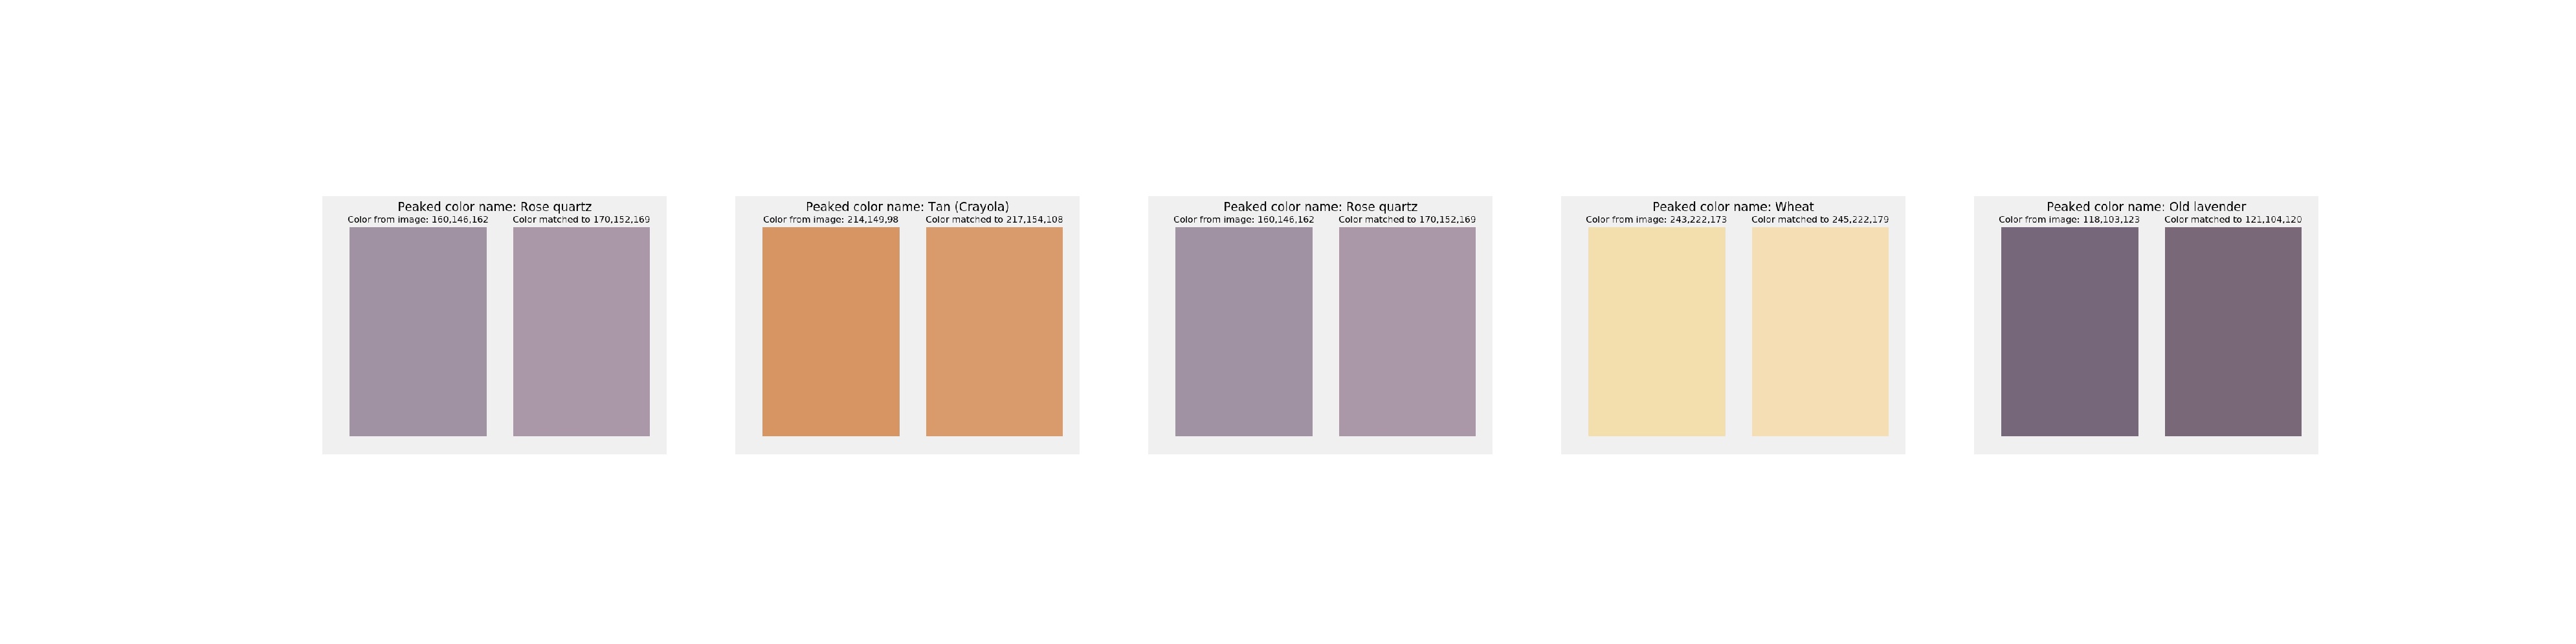 Peaked color name: Rose quartz
Color from image: 160,146,162
Color matched to 170,152,169
Peaked color name: Tan (Crayola)
Color from image: 214,149,98
Color matched to 217,154,108
Peaked color name: Rose quartz
Color from image: 160,146,162
Color matched to 170,152,169
Peaked color name: Wheat
Color from image: 243,222,173
Color matched to 245,222,179
Peaked color name: Old lavender
Color from image: 118,103,123
Color matched to 121,104,120